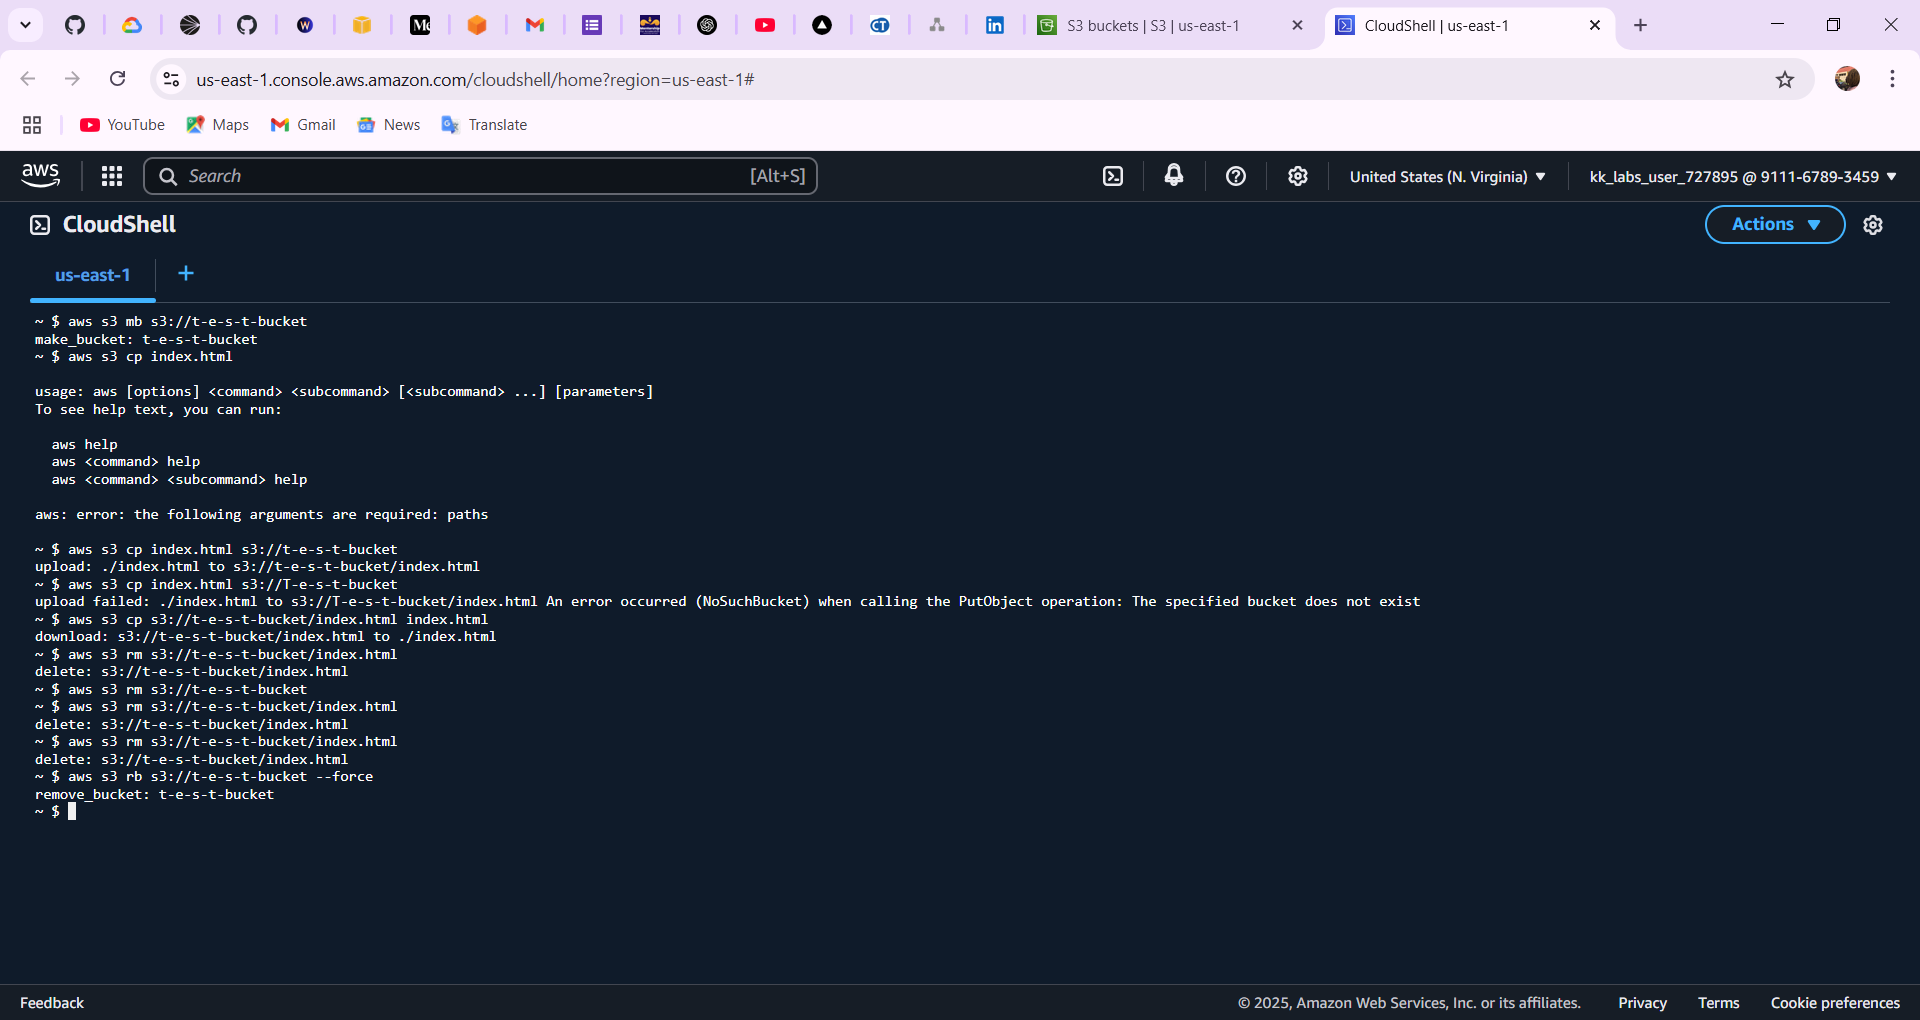 S3 buckets | S3 | us-east-1
CloudShell | us-east-1
us-east-1.console.aws.amazon.com/cloudshell/home?region=us-east-1#
YouTube
Maps
Gmail
News
Translate
aws
Search
[Alt+S]
United States (N. Virginia)
kk_labs_user_727895 @ 9111-6789-3459
CloudShell
Actions
us-east-1
~ $ aws s3 mb s3://t-e-s-t-bucket
make_bucket: t-e-s-t-bucket
~ $ aws s3 cp index.html
usage: aws [options] <command> <subcommand> [<subcommand> ...] [parameters]
To see help text, you can run:
aws help
aws <command> help
aws <command> <subcommand> help
aws: error: the following arguments are required: paths
~ $ aws s3 cp index.html s3://t-e-s-t-bucket
upload: ./index.html to s3://t-e-s-t-bucket/index.html
~ $ aws s3 cp index.html s3://T-e-s-t-bucket
upload failed: ./index.html to s3://T-e-s-t-bucket/index.html An error occurred (NoSuchBucket) when calling the PutObject operation: The specified bucket does not exist
~ $ aws s3 cp s3://t-e-s-t-bucket/index.html index.html
download: s3://t-e-s-t-bucket/index.html to ./index.html
~ $ aws s3 rm s3://t-e-s-t-bucket/index.html
delete: s3://t-e-s-t-bucket/index.html
~ $ aws s3 rm s3://t-e-s-t-bucket
~ $ aws s3 rm s3://t-e-s-t-bucket/index.html
delete: s3://t-e-s-t-bucket/index.html
~ $ aws s3 rm s3://t-e-s-t-bucket/index.html
delete: s3://t-e-s-t-bucket/index.html
~ $ aws s3 rb s3://t-e-s-t-bucket --force
remove_bucket: t-e-s-t-bucket
~ $
Feedback
© 2025, Amazon Web Services, Inc. or its affiliates.
Privacy
Terms
Cookie preferences